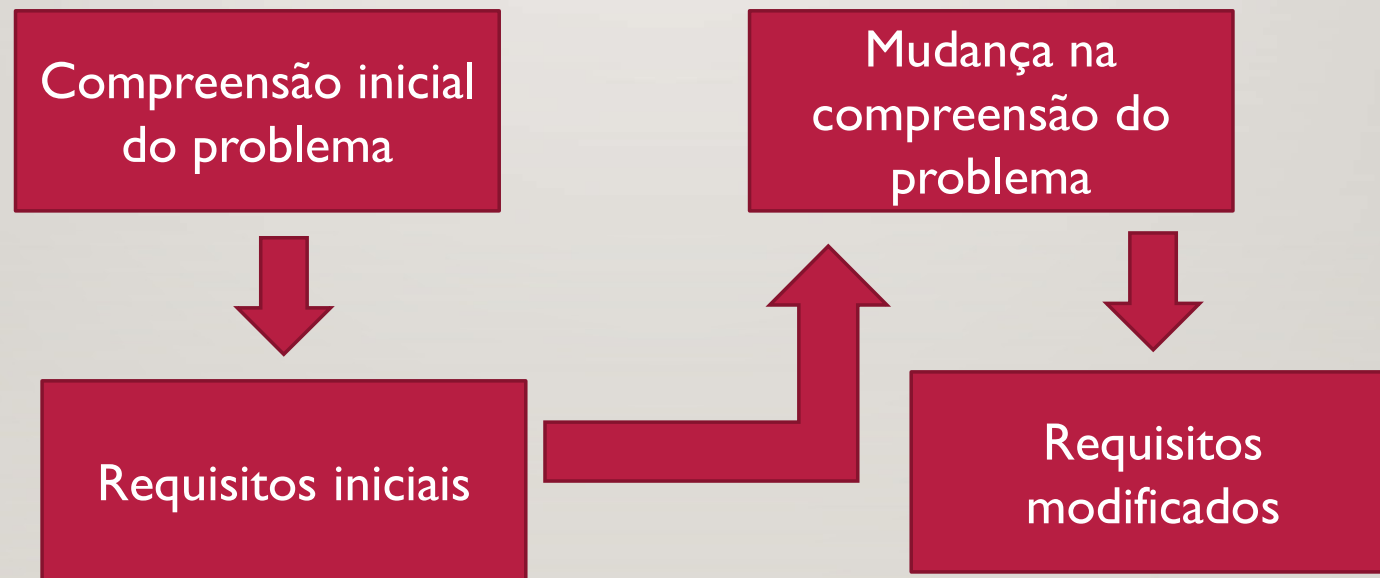 Compreensão inicial
do problema
Mudança na
compreensão do
problema
Requisitos iniciais
Requisitos
modificados